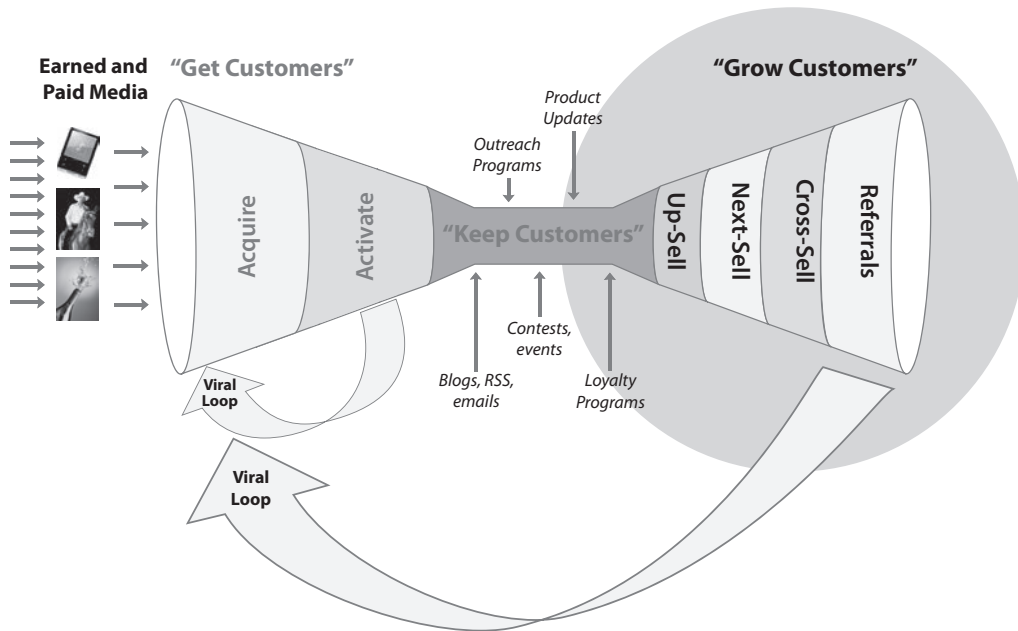 Earned and
Paid Media
“Get Customers”
“Grow Customers”
Product
Updates
Outreach
Programs
Acquire
Activate
“Keep Customers”
Up-Sell
Next-Sell
Cross-Sell
Referrals
Contests,
events
Blogs, RSS,
emails
Loyalty
Programs
Viral
Loop
Viral
Loop